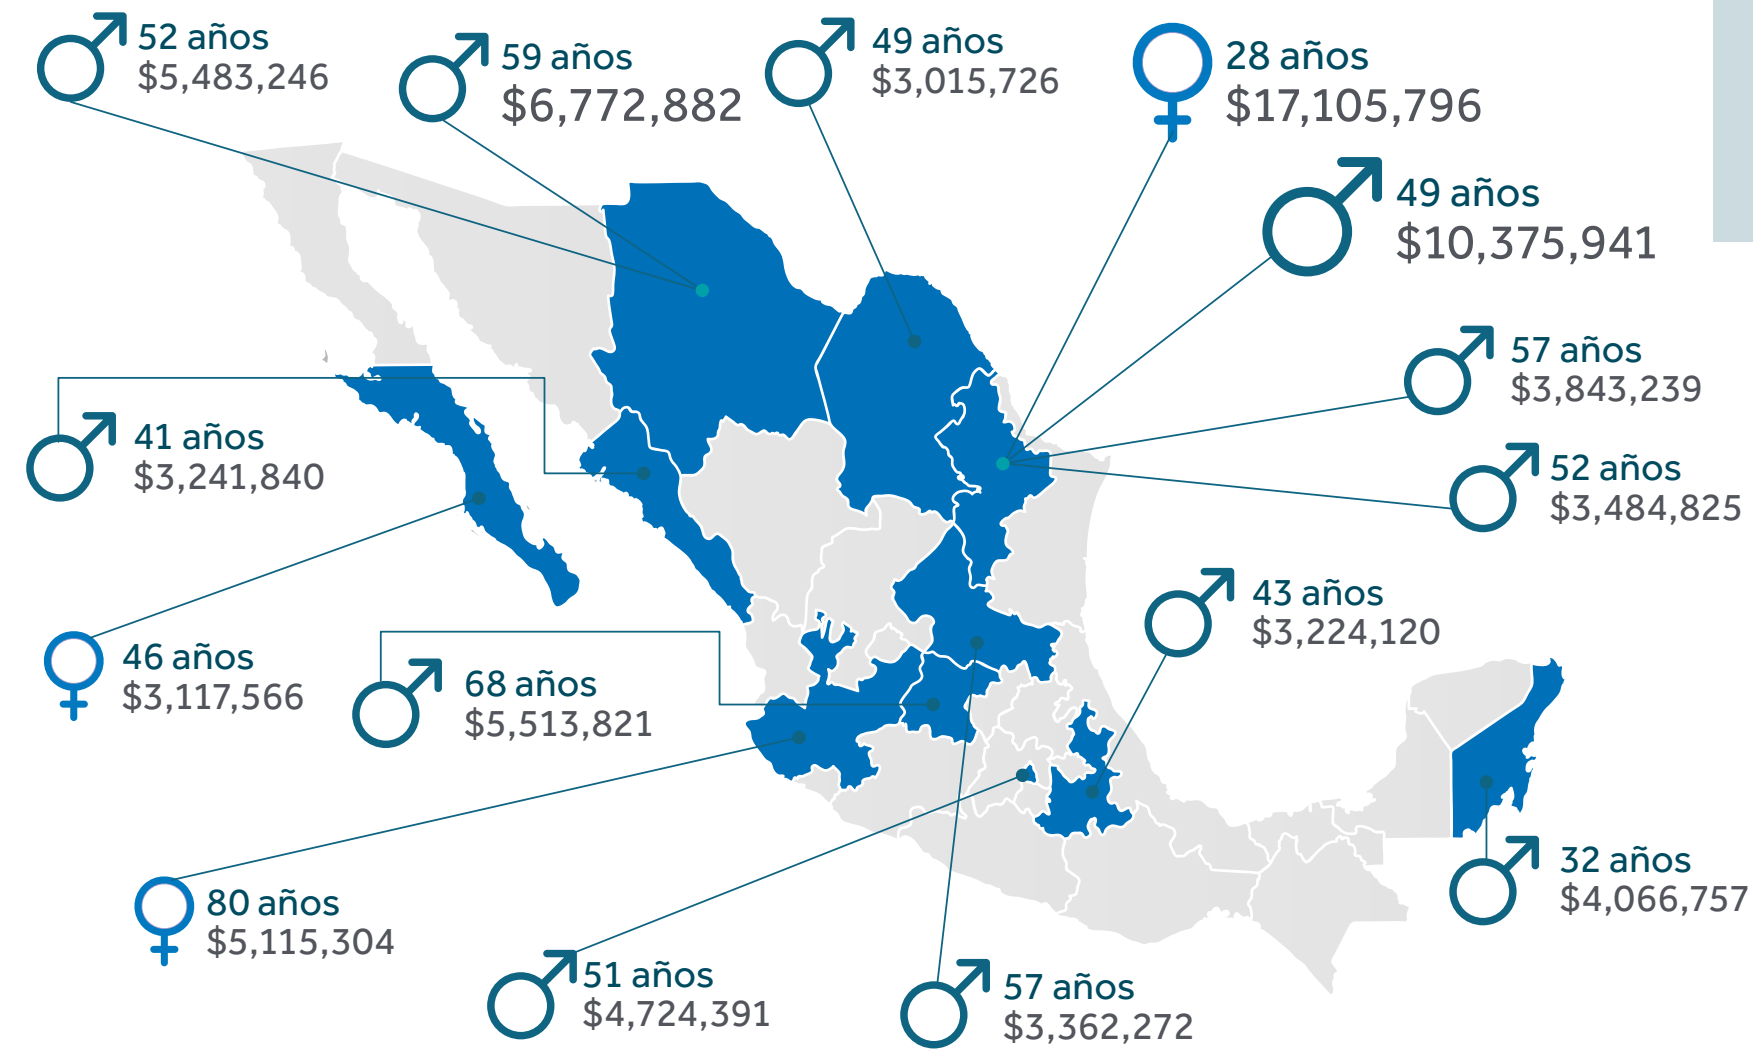 52 años
$5,483,246
59 años
$6,772,882
49 años
$3,015,726
28 años
$17,105,796
49 años
$10,375,941
57 años
$3,843,239
41 años
$3,241,840
52 años
$3,484,825
43 años
$3,224,120
46 años
$3,117,566
68 años
$5,513,821
32 años
$4,066,757
80 años
$5,115,304
51 años
$4,724,391
57 años
$3,362,272